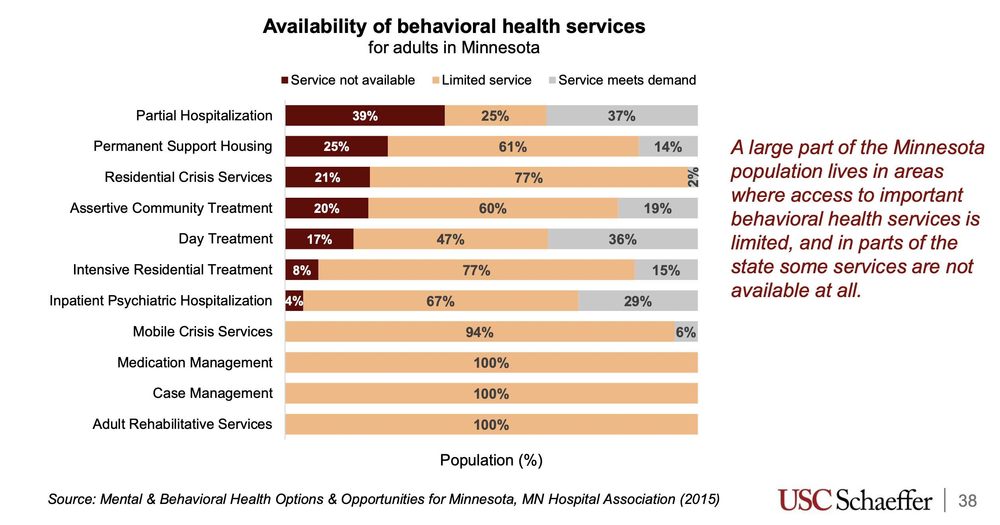 Availability of behavioral health services
for adults in Minnesota
Service not available Limited service Service meets demand
Partial Hospitalization 39% 25% 37%
Permanent Support Housing 25% 61% 14%
Residential Crisis Services 21% 77% 2%
Assertive Community Treatment 20% 60% 19%
Day Treatment 17% 47% 36%
Intensive Residential Treatment 8% 77% 15%
Inpatient Psychiatric Hospitalization 4% 67% 29%
Mobile Crisis Services 94% 6%
Medication Management 100%
Case Management 100%
Adult Rehabilitative Services 100%
Population (%)
A large part of the Minnesota
population lives in areas
where access to important
behavioral health services is
limited, and in parts of the
state some services are not
available at all.
Source: Mental & Behavioral Health Options & Opportunities for Minnesota, MN Hospital Association (2015)
USC Schaeffer 38